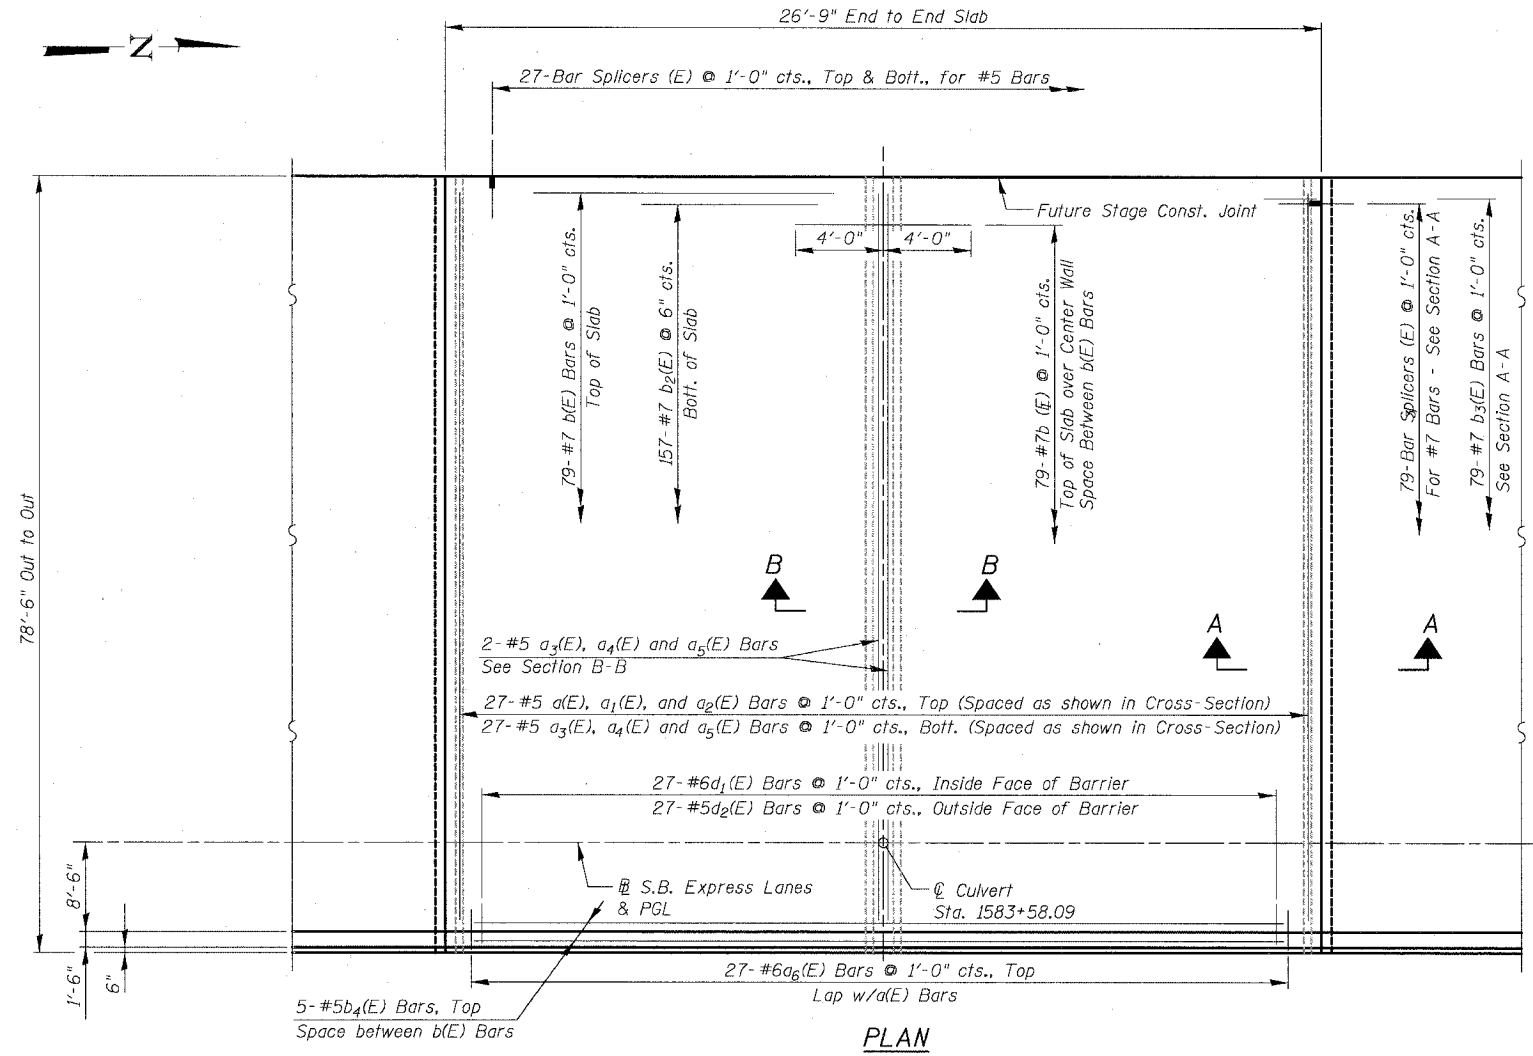 26'-9" End to End Slab
N
27-Bar Splicers (E) @ 1'-0" cts., Top & Bott., for #5 Bars
Future Stage Const. Joint
4'-0" 4'-0"
79-#7 b(E) Bars @ 1'-0" cts.
Top of Slab
157-#7 b2(E) @ 6" cts.
Bott. of Slab
79-#7b (E) @ 1'-0" cts.
Top of Slab over Center Wall
Space Between b(E) Bars
79-Bar Splicers (E) @ 1'-0" cts.
For #7 Bars - See Section A-A
79-#7 b3(E) Bars @ 1'-0" cts.
See Section A-A
78'-6" Out to Out
B B
A A
2-#5 a3(E), a4(E) and a5(E) Bars
See Section B-B
27-#5 a(E), a1(E), and a2(E) Bars @ 1'-0" cts., Top (Spaced as shown in Cross-Section)
27-#5 a3(E), a4(E) and a5(E) Bars @ 1'-0" cts., Bott. (Spaced as shown in Cross-Section)
27-#6d1(E) Bars @ 1'-0" cts., Inside Face of Barrier
27-#5d2(E) Bars @ 1'-0" cts., Outside Face of Barrier
8'-6"
℄ Culvert
Sta. 1583+58.09
S.B. Express Lanes
& PGL
1'-6"
6"
27-#6a6(E) Bars @ 1'-0" cts., Top
Lap w/a(E) Bars
5-#5b4(E) Bars, Top
Space between b(E) Bars
PLAN